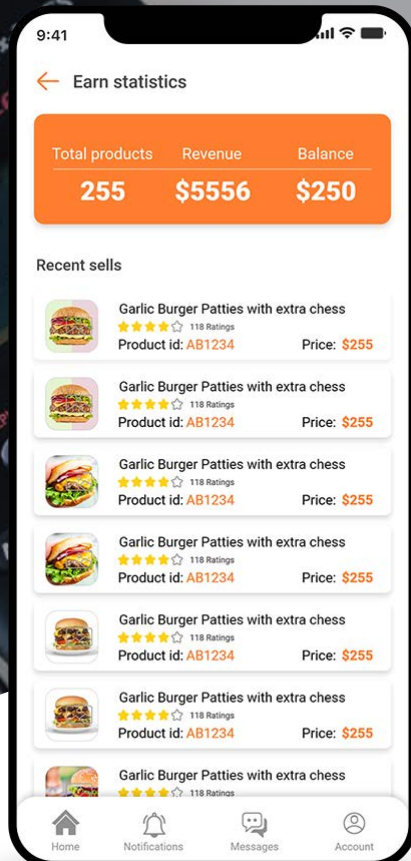 9:41
Earn statistics
Total products Revenue Balance
255 $5556 $250
Recent sells
Garlic Burger Patties with extra chess
118 Ratings
Product id: AB1234 Price: $255
Garlic Burger Patties with extra chess
118 Ratings
Product id: AB1234 Price: $255
Garlic Burger Patties with extra chess
118 Ratings
Product id: AB1234 Price: $255
Garlic Burger Patties with extra chess
118 Ratings
Product id: AB1234 Price: $255
Garlic Burger Patties with extra chess
118 Ratings
Product id: AB1234 Price: $255
Garlic Burger Patties with extra chess
118 Ratings
Product id: AB1234 Price: $255
Garlic Burger Patties with extra chess
118 Ratings
Home Notifications Messages Account